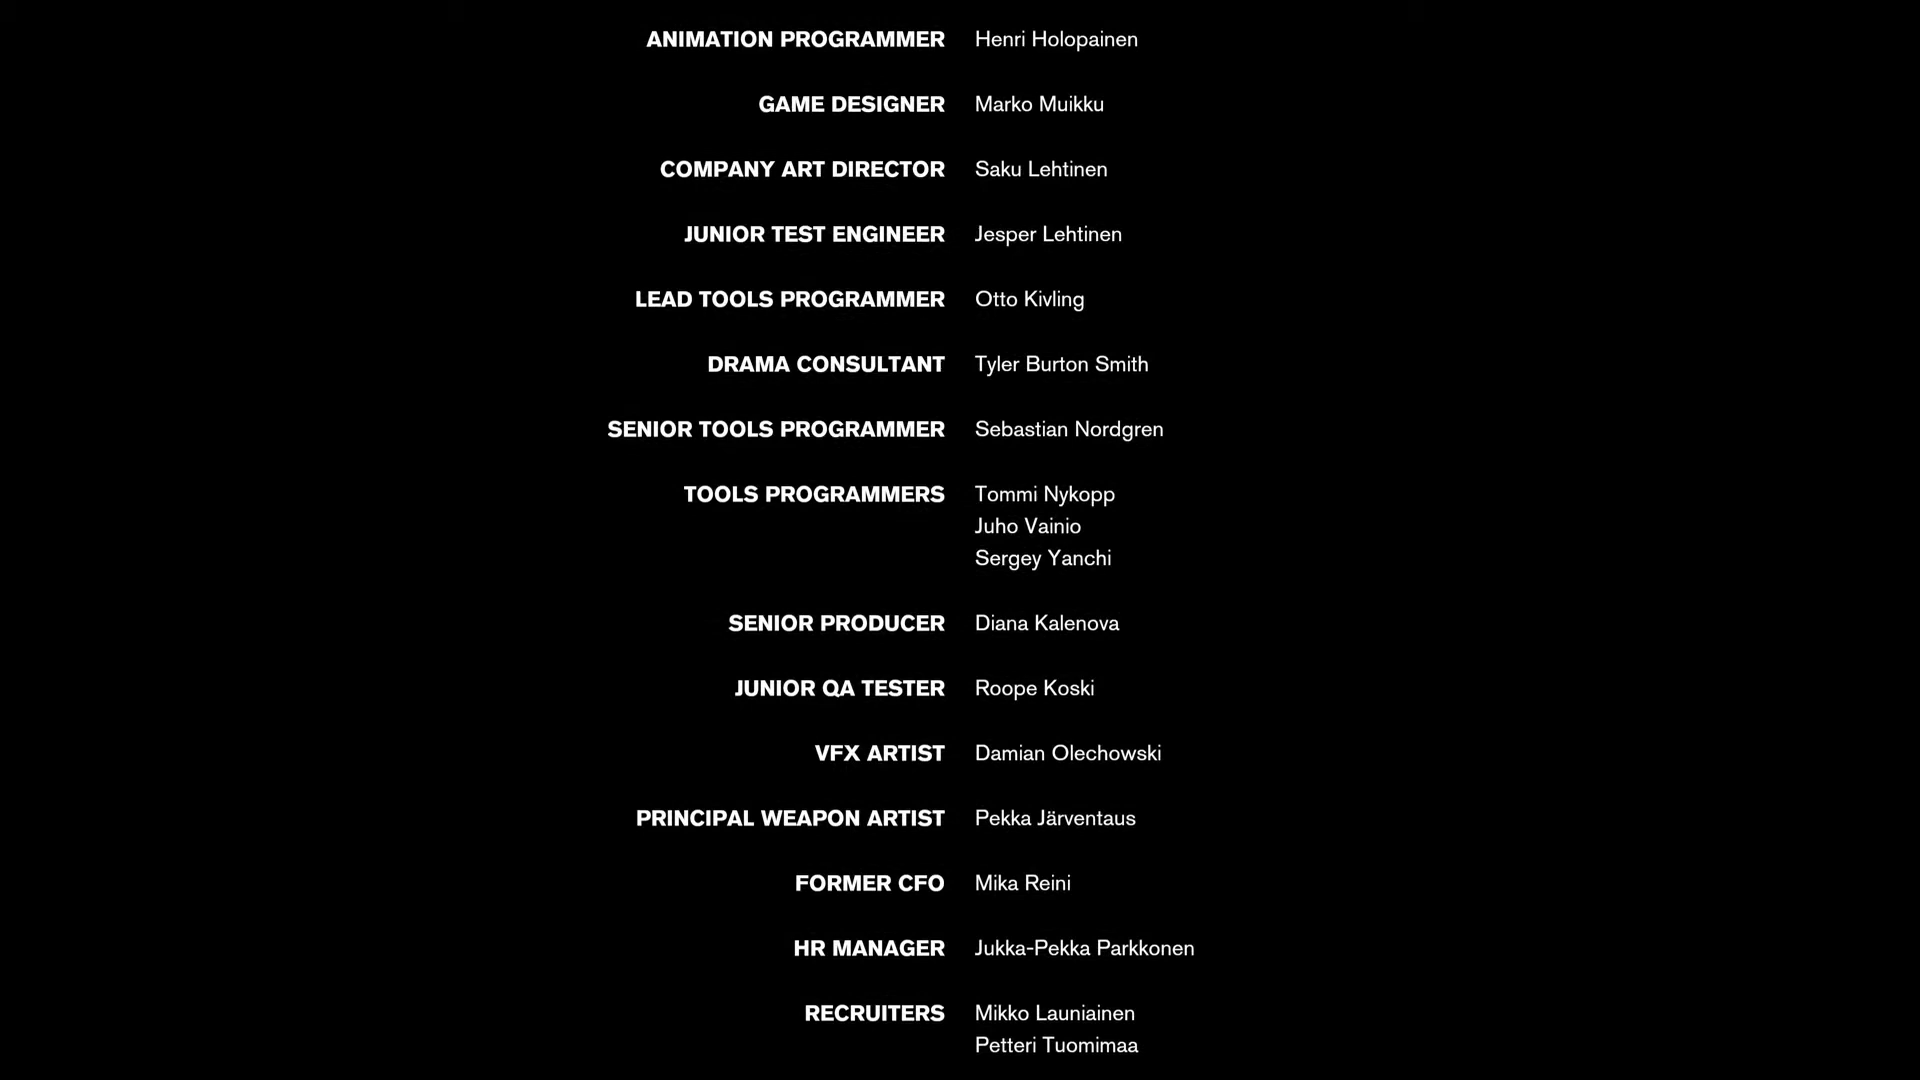 ANIMATION PROGRAMMER Henri Holopainen
GAME DESIGNER Marko Muikku
COMPANY ART DIRECTOR Saku Lehtinen
JUNIOR TEST ENGINEER Jesper Lehtinen
LEAD TOOLS PROGRAMMER Otto Kivling
DRAMA CONSULTANT Tyler Burton Smith
SENIOR TOOLS PROGRAMMER Sebastian Nordgren
TOOLS PROGRAMMERS Tommi Nykopp
Juho Vainio
Sergey Yanchi
SENIOR PRODUCER Diana Kalenova
JUNIOR QA TESTER Roope Koski
VFX ARTIST Damian Olechowski
PRINCIPAL WEAPON ARTIST Pekka Järventaus
FORMER CFO Mika Reini
HR MANAGER Jukka-Pekka Parkkonen
RECRUITERS Mikko Launiainen
Petteri Tuomimaa